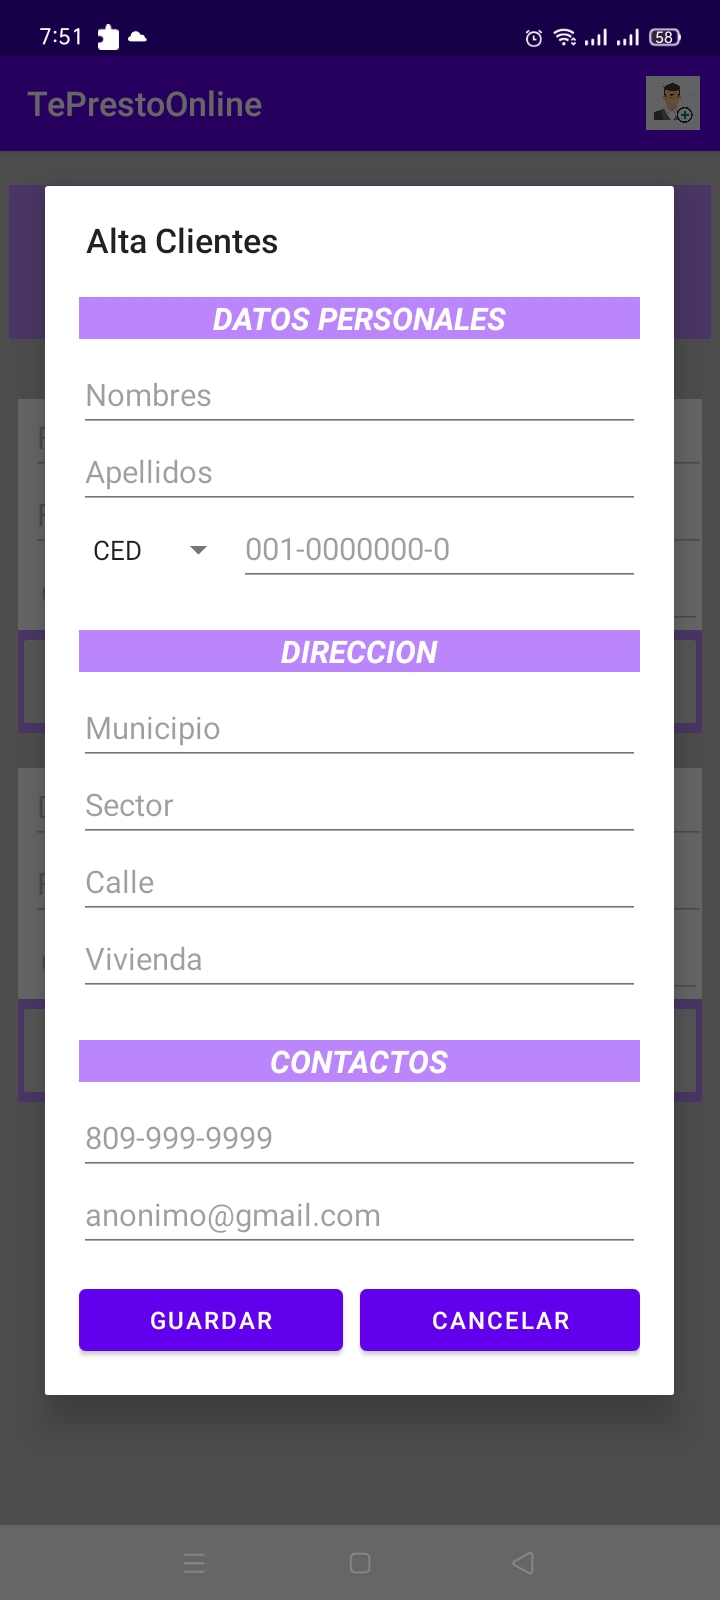 7:51
58
TePrestoOnline
Alta Clientes
DATOS PERSONALES
Nombres
Apellidos
CED 001-0000000-0
DIRECCION
Municipio
Sector
Calle
Vivienda
CONTACTOS
809-999-9999
anonimo@gmail.com
GUARDAR CANCELAR